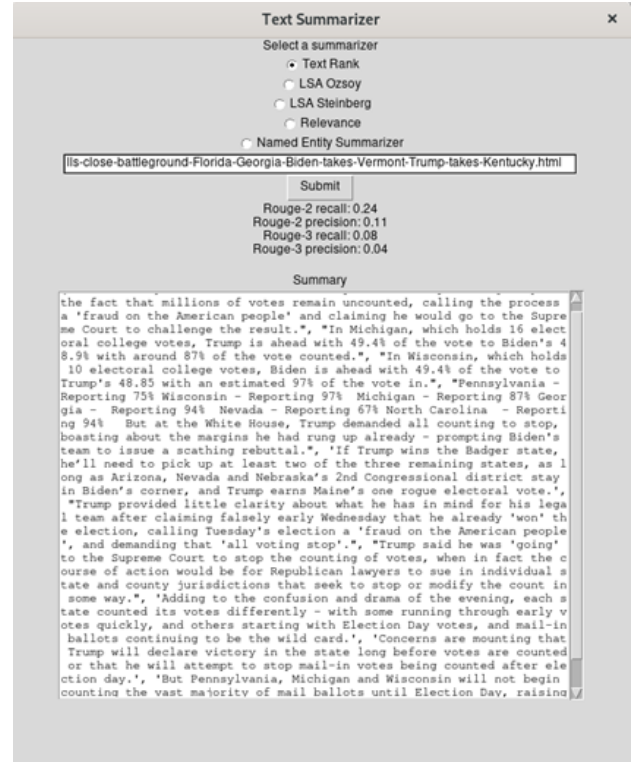 Text Summarizer
×
Select a summarizer
Text Rank
LSA Ozsoy
LSA Steinberg
Relevance
Named Entity Summarizer
lls-close-battleground-Florida-Georgia-Biden-takes-Vermont-Trump-takes-Kentucky.html
Submit
Rouge-2 recall: 0.24
Rouge-2 precision: 0.11
Rouge-3 recall: 0.08
Rouge-3 precision: 0.04
Summary
the fact that millions of votes remain uncounted, calling the process
a 'fraud on the American people' and claiming he would go to the Supre
me Court to challenge the result.", "In Michigan, which holds 16 elect
oral college votes, Trump is ahead with 49.4% of the vote to Biden's 4
8.9% with around 87% of the vote counted.", "In Wisconsin, which holds
10 electoral college votes, Biden is ahead with 49.4% of the vote to
Trump's 48.85 with an estimated 97% of the vote in.", "Pennsylvania -
Reporting 75% Wisconsin - Reporting 97% Michigan - Reporting 87% Geor
gia - Reporting 94% Nevada - Reporting 67% North Carolina - Reporti
ng 94% But at the White House, Trump demanded all counting to stop,
boasting about the margins he had rung up already - prompting Biden's
team to issue a scathing rebuttal.", 'If Trump wins the Badger state,
he'll need to pick up at least two of the three remaining states, as l
ong as Arizona, Nevada and Nebraska's 2nd Congressional district stay
in Biden's corner, and Trump earns Maine's one rogue electoral vote.',
"Trump provided little clarity about what he has in mind for his lega
l team after claiming falsely early Wednesday that he already 'won' th
e election, calling Tuesday's election a 'fraud on the American people
', and demanding that 'all voting stop'.", "Trump said he was 'going'
to the Supreme Court to stop the counting of votes, when in fact the c
ourse of action would be for Republican lawyers to sue in individual s
tate and county jurisdictions that seek to stop or modify the count in
some way.", 'Adding to the confusion and drama of the evening, each s
tate counted its votes differently - with some running through early v
otes quickly, and others starting with Election Day votes, and mail-in
ballots continuing to be the wild card.', 'Concerns are mounting that
Trump will declare victory in the state long before votes are counted
or that he will attempt to stop mail-in votes being counted after ele
ction day.', 'But Pennsylvania, Michigan and Wisconsin will not begin
counting the vast majority of mail ballots until Election Day, raising